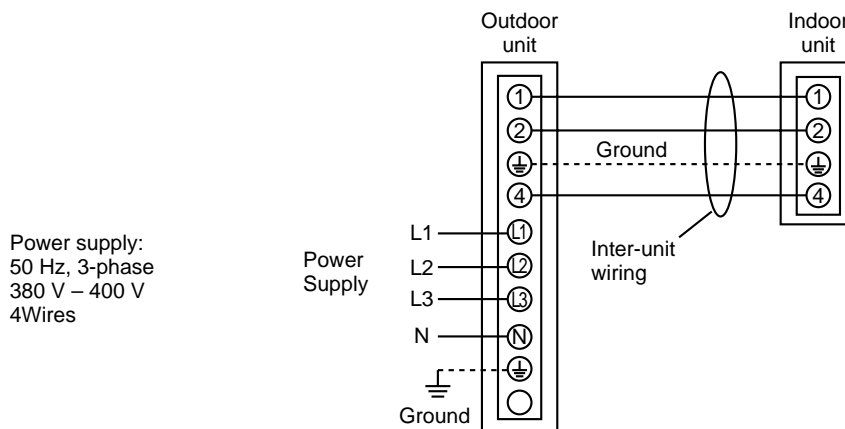 Outdoor
unit
Indoor
unit
1
1
2
2
Ground
4
4
Power supply:
50 Hz, 3-phase
380 V – 400 V
4Wires
Power
Supply
L1
L1
L2
L2
L3
L3
N
N
Ground
Inter-unit
wiring